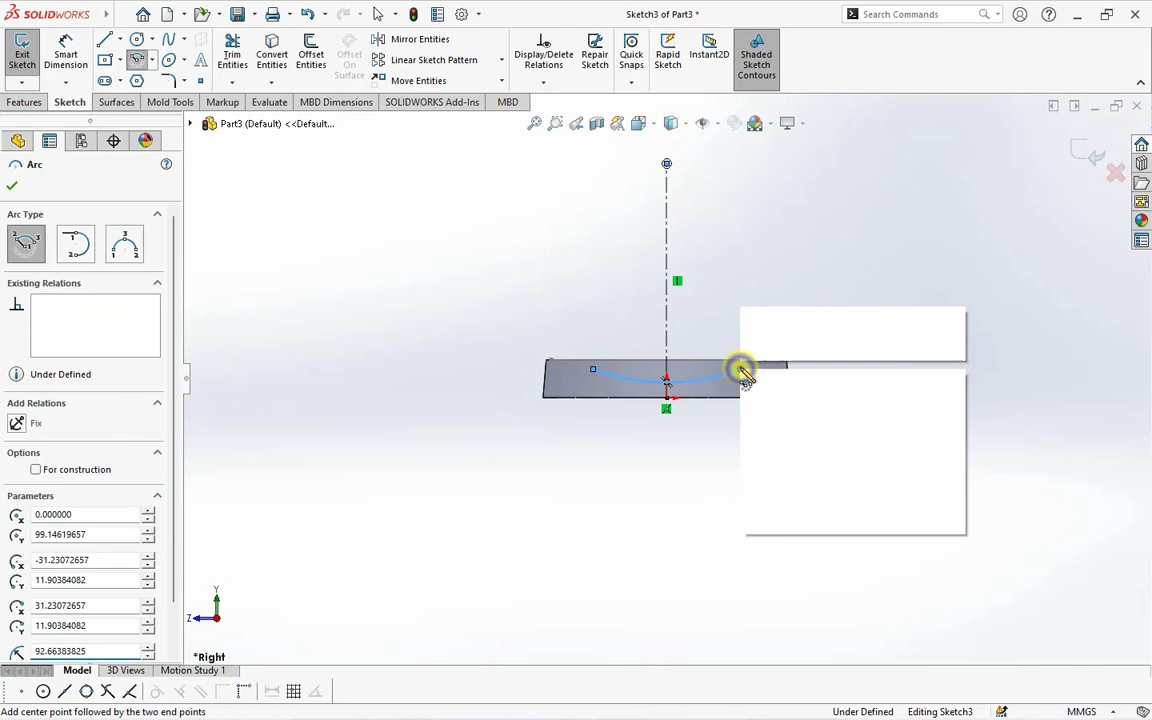 SOLIDWORKS
Sketch3 of Part3 *
Search Commands
Exit Sketch
Smart Dimension
Trim Entities
Convert Entities
Offset Entities
Offset On Surface
Mirror Entities
Linear Sketch Pattern
Move Entities
Display/Delete Relations
Repair Sketch
Quick Snaps
Rapid Sketch
Instant2D
Shaded Sketch Contours
Features
Sketch
Surfaces
Mold Tools
Markup
Evaluate
MBD Dimensions
SOLIDWORKS Add-Ins
MBD
Part3 (Default) <<Default...
Arc
Arc Type
Existing Relations
Under Defined
Add Relations
Fix
Options
For construction
Parameters
0.000000
99.14619657
-31.23072657
11.90384082
31.23072657
11.90384082
92.66383825
Y
Z
*Right
Model
3D Views
Motion Study 1
Add center point followed by the two end points
Under Defined
Editing Sketch3
MMGS